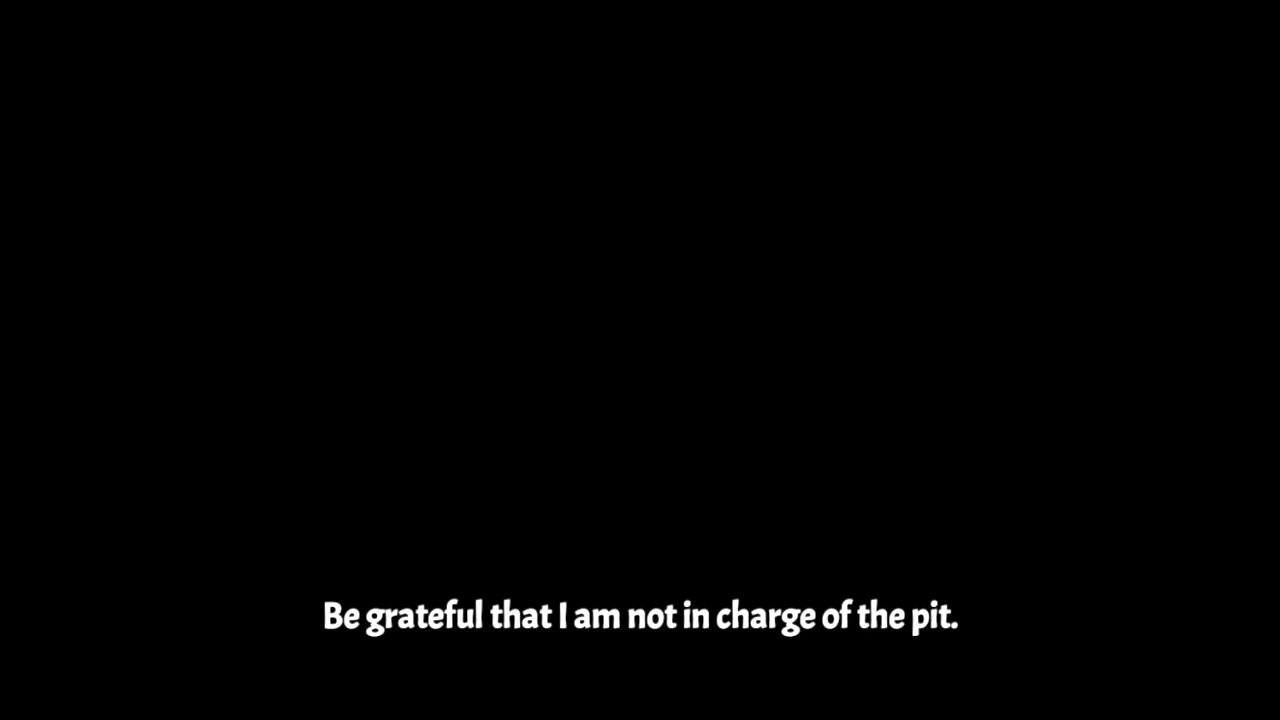 Be grateful that I am not in charge of the pit.